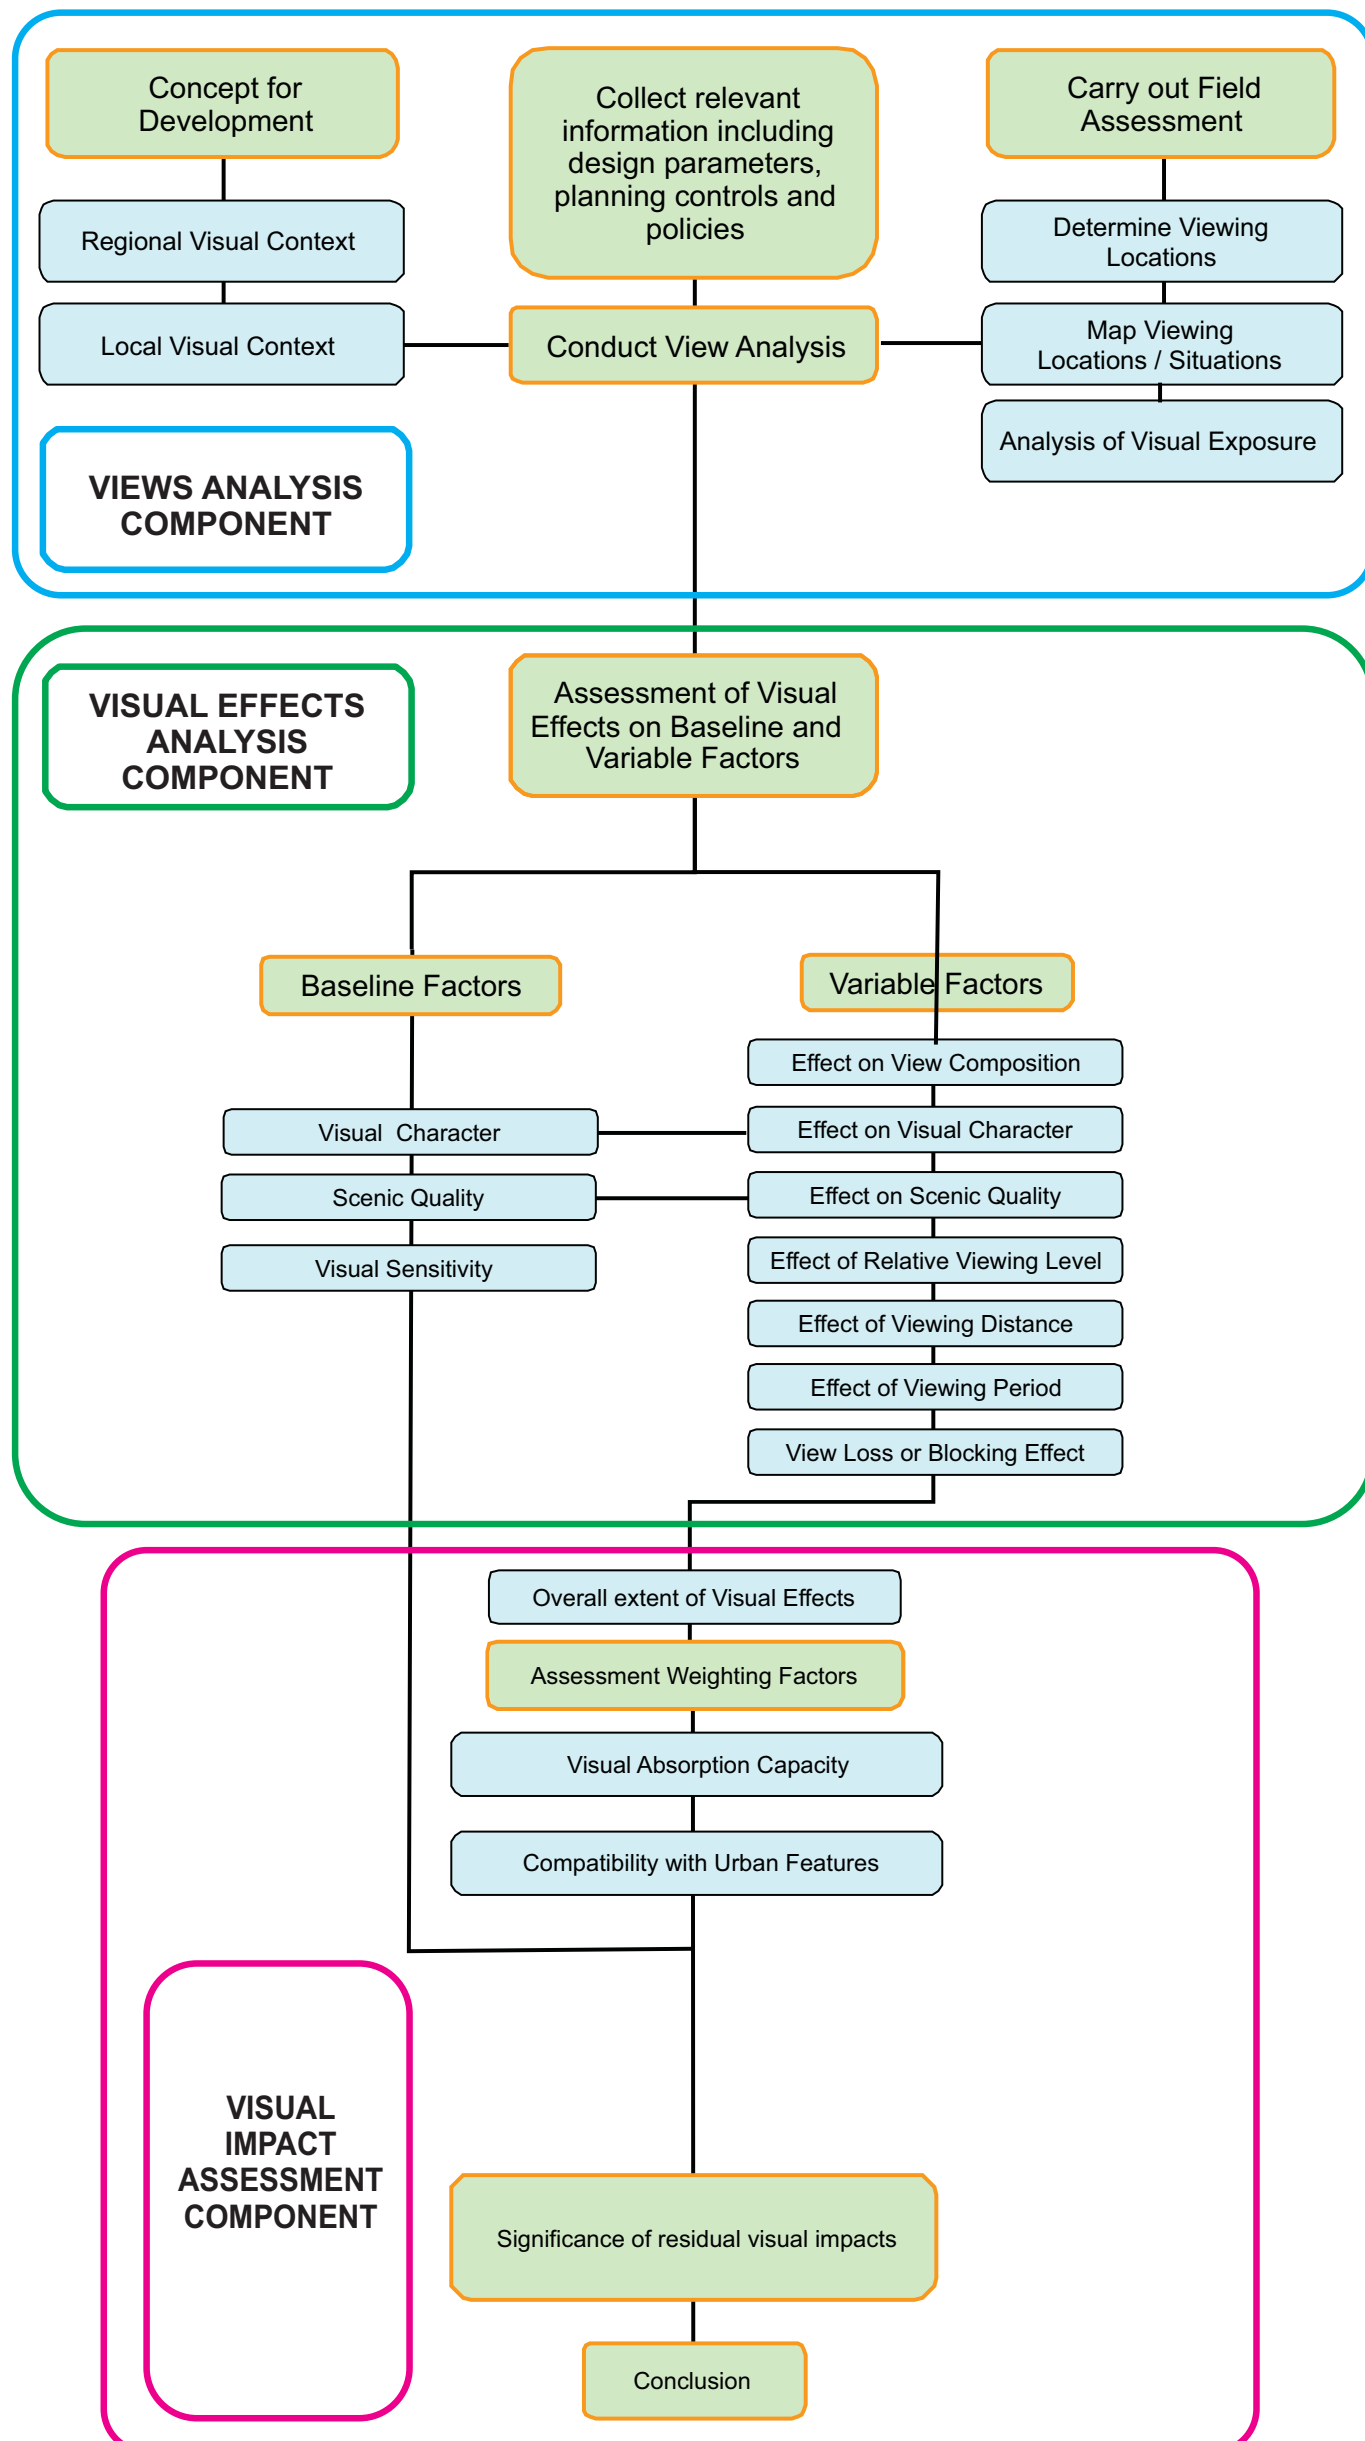 Concept for
Development
Collect relevant
information including
design parameters,
planning controls and
policies
Carry out Field
Assessment
Regional Visual Context
Determine Viewing
Locations
Local Visual Context
Conduct View Analysis
Map Viewing
Locations / Situations
Analysis of Visual Exposure
VIEWS ANALYSIS
COMPONENT
VISUAL EFFECTS
ANALYSIS
COMPONENT
Assessment of Visual
Effects on Baseline and
Variable Factors
Baseline Factors
Variable Factors
Effect on View Composition
Visual Character
Effect on Visual Character
Scenic Quality
Effect on Scenic Quality
Visual Sensitivity
Effect of Relative Viewing Level
Effect of Viewing Distance
Effect of Viewing Period
View Loss or Blocking Effect
Overall extent of Visual Effects
Assessment Weighting Factors
Visual Absorption Capacity
Compatibility with Urban Features
VISUAL
IMPACT
ASSESSMENT
COMPONENT
Significance of residual visual impacts
Conclusion